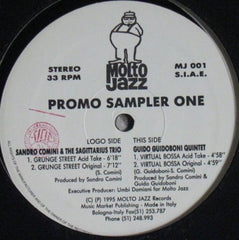 Molto
Jazz
STEREO
33 RPM
MJ 001
S.I.A.E.
PROMO SAMPLER ONE
LOGO SIDE
THIS SIDE
SANDRO COMINI & THE SAGITTARIUS TRIO
1. GRUNGE STREET Acid Take - 6'18"
2. GRUNGE STREET Original - 7'12"
(S. Comini)
Produced by Sandro Comini
GUIDO GUIDOBONI QUINTET
1. VIRTUAL BOSSA Acid Take - 4'58"
2. VIRTUAL BOSSA Original - 4'59"
(G. Guidoboni-S. Comini)
Produced by Sandro Comini &
Guido Guidoboni
Executive Producer: Umbi Damiani for Molto Jazz
(C) (P) 1995 MOLTO JAZZ Records
Music Market Publishing - Made in Italy
Bologna-Italy Fax(51) 253.787
Phone (51) 248.993